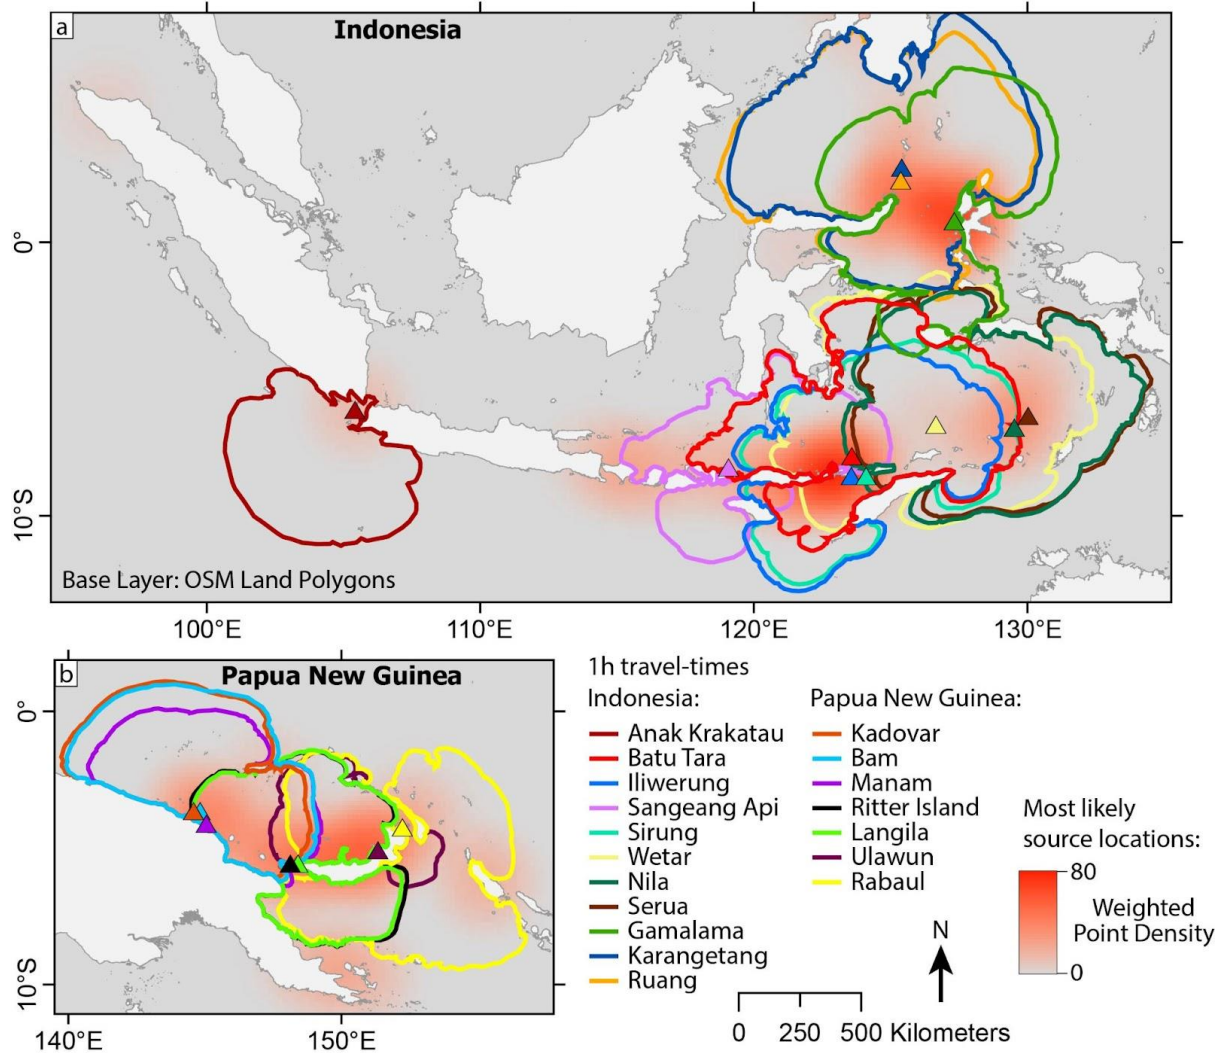 a
Indonesia
0°
10°S
Base Layer: OSM Land Polygons
100°E
110°E
120°E
130°E
b
Papua New Guinea
0°
10°S
140°E
150°E
1h travel-times
Indonesia:
Anak Krakatau
Batu Tara
Iliwerung
Sangeang Api
Sirung
Wetar
Nila
Serua
Gamalama
Karangetang
Ruang
Papua New Guinea:
Kadovar
Bam
Manam
Ritter Island
Langila
Ulawun
Rabaul
Most likely
source locations:
80
Weighted
Point Density
0
N
0 250 500 Kilometers